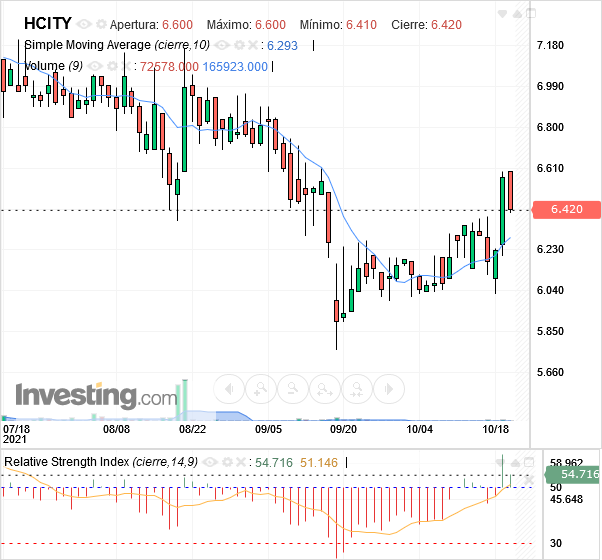 HCITY Apertura: 6.600 Máximo: 6.600 Mínimo: 6.410 Cierre: 6.420
Simple Moving Average (cierre,10) : 6.293
Volume (9) : 72578.000 165923.000
7.180
6.990
6.800
6.610
6.420
6.230
6.040
5.850
5.660
Investing.com
07/18 08/08 08/22 09/05 09/20 10/04 10/18
2021
Relative Strength Index (cierre,14,9) : 54.716 51.146
58.962
54.716
50 50
45.648
30 30